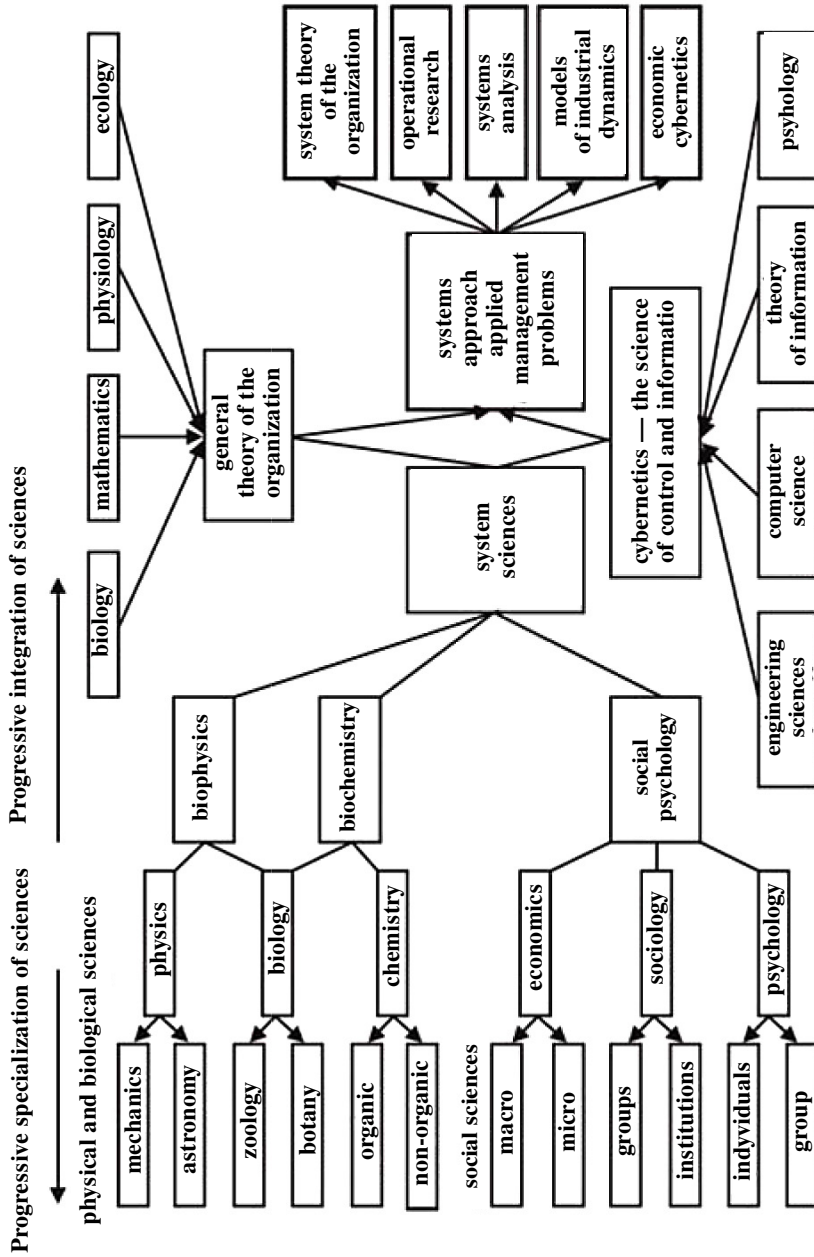 Progressive specialization of sciences
Progressive integration of sciences
physical and biological sciences
mechanics
astronomy
zoology
botany
organic
non-organic
social sciences
macro
micro
groups
institutions
indyviduals
group
physics
biology
chemistry
economics
sociology
psychology
biophysics
biochemistry
social
psychology
system
sciences
biology
mathematics
physiology
ecology
general
theory of the
organization
systems
approach
applied
management
problems
cybernetics — the science
of control and informatio
engineering
sciences
computer
science
theory
of information
psyhology
system theory
of the
organization
operational
research
systems
analysis
models
of industrial
dynamics
economic
cybernetics